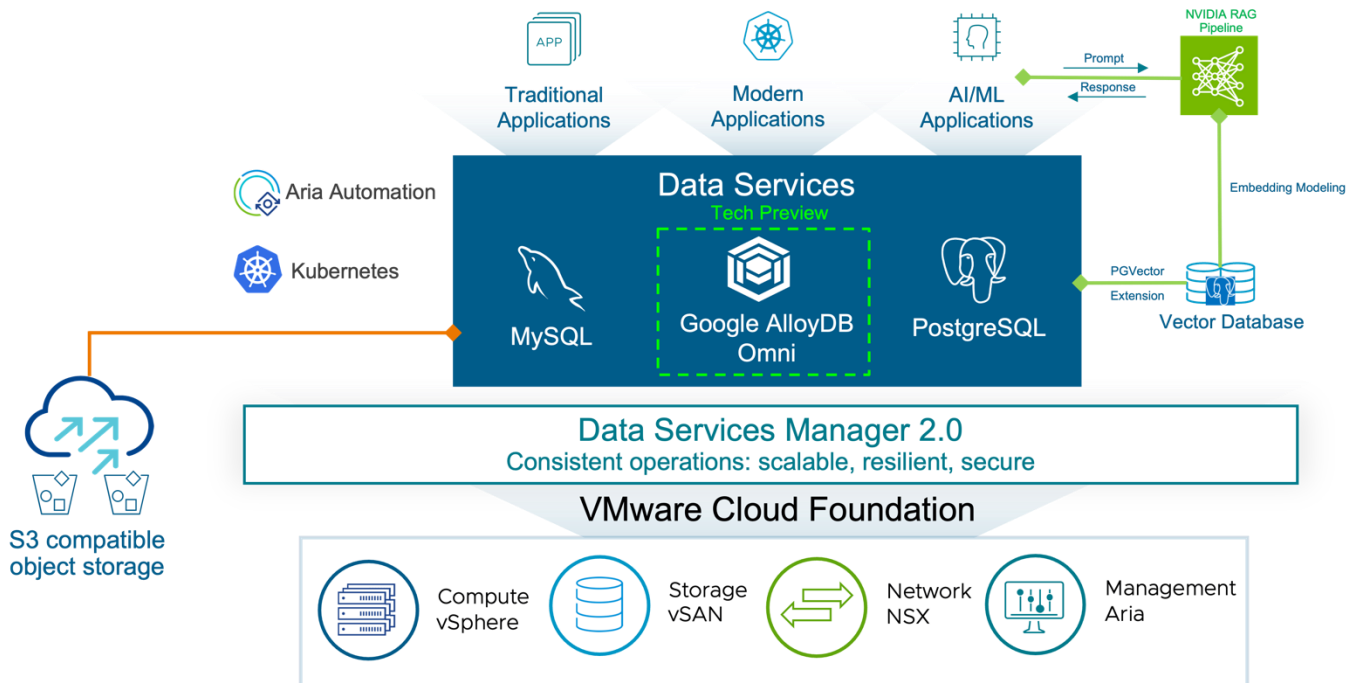 NVIDIA RAG
Pipeline
APP
Prompt
Response
Traditional
Applications
Modern
Applications
AI/ML
Applications
Aria Automation
Kubernetes
Data Services
Tech Preview
MySQL
Google AlloyDB
Omni
PostgreSQL
Embedding Modeling
PGVector
Extension
Vector Database
S3 compatible
object storage
Data Services Manager 2.0
Consistent operations: scalable, resilient, secure
VMware Cloud Foundation
Compute
vSphere
Storage
vSAN
Network
NSX
Management
Aria